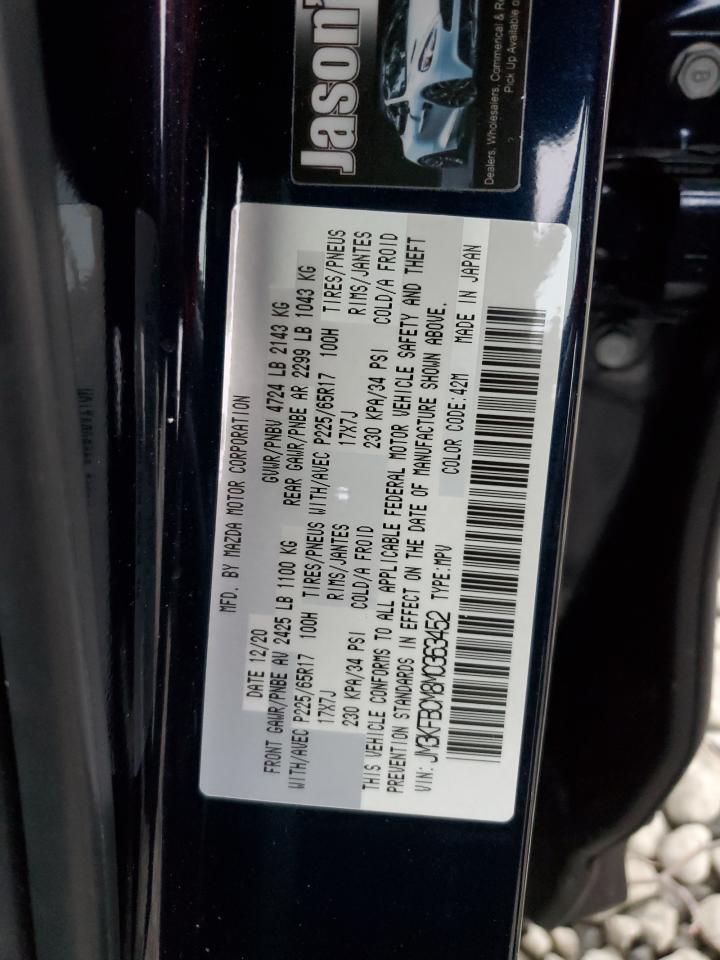 Jason'
Dealers, Wholesalers, Commerical & R
Pick Up Available o
MFD. BY MAZDA MOTOR CORPORATION
DATE 12/20 GVWR/PNBV 4724 LB 2143 KG
FRONT GAWR/PNBE AV 2425 LB 1100 KG REAR GAWR/PNBE AR 2299 LB 1043 KG
WITH/AVEC P225/65R17 100H TIRES/PNEUS WITH/AVEC P225/65R17 100H TIRES/PNEUS
17X7J RIMS/JANTES 17X7J RIMS/JANTES
230 KPA/34 PSI COLD/A FROID 230 KPA/34 PSI COLD/A FROID
THIS VEHICLE CONFORMS TO ALL APPLICABLE FEDERAL MOTOR VEHICLE SAFETY AND THEFT
PREVENTION STANDARDS IN EFFECT ON THE DATE OF MANUFACTURE SHOWN ABOVE.
VIN: JM3KFBCM8M0363452 TYPE:MPV COLOR CODE:42M MADE IN JAPAN
B